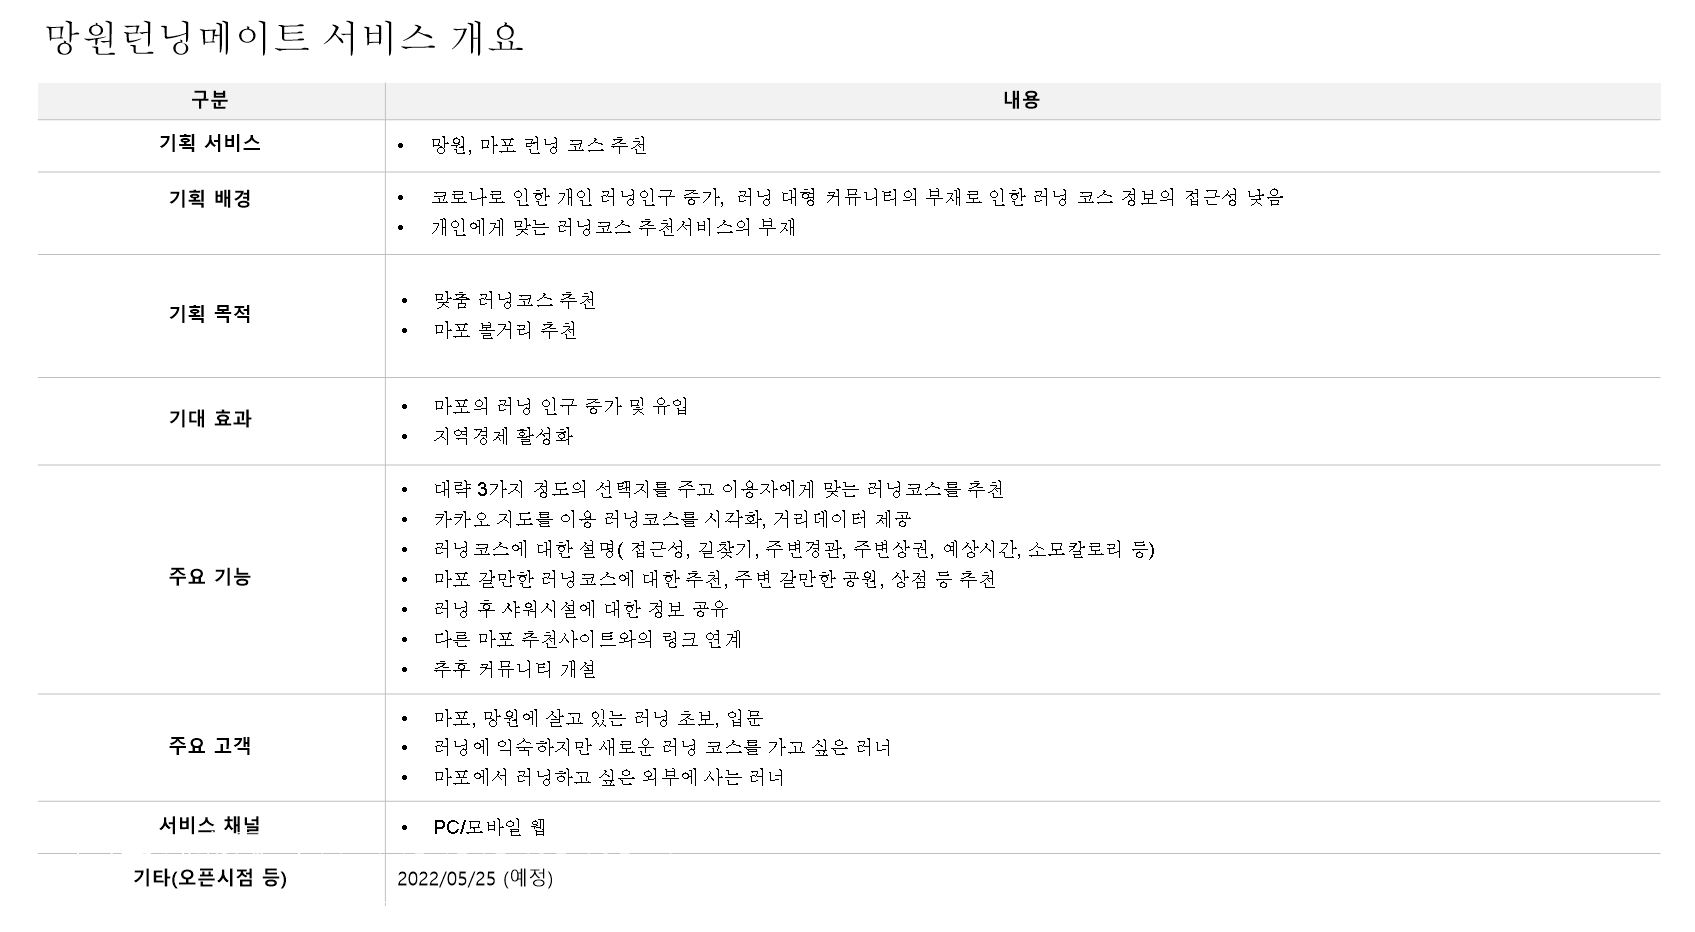 망원런닝메이트 서비스 개요
구분 내용
기획 서비스 • 망원, 마포 런닝 코스 추천
기획 배경 • 코로나로 인한 개인 러닝인구 증가, 러닝 대형 커뮤니티의 부재로 인한 러닝 코스 정보의 접근성 낮음
• 개인에게 맞는 러닝코스 추천서비스의 부재
기획 목적 • 맞춤 러닝코스 추천
• 마포 볼거리 추천
기대 효과 • 마포의 러닝 인구 증가 및 유입
• 지역경제 활성화
주요 기능 • 대략 3가지 정도의 선택지를 주고 이용자에게 맞는 러닝코스를 추천
• 카카오 지도를 이용 러닝코스를 시각화, 거리데이터 제공
• 러닝코스에 대한 설명( 접근성, 길찾기, 주변경관, 주변상권, 예상시간, 소모칼로리 등)
• 마포 갈만한 러닝코스에 대한 추천, 주변 갈만한 공원, 상점 등 추천
• 러닝 후 샤워시설에 대한 정보 공유
• 다른 마포 추천사이트와의 링크 연계
• 추후 커뮤니티 개설
주요 고객 • 마포, 망원에 살고 있는 러닝 초보, 입문
• 러닝에 익숙하지만 새로운 러닝 코스를 가고 싶은 러너
• 마포에서 러닝하고 싶은 외부에 사는 러너
서비스 채널 • PC/모바일 웹
기타(오픈시점 등) 2022/05/25 (예정)